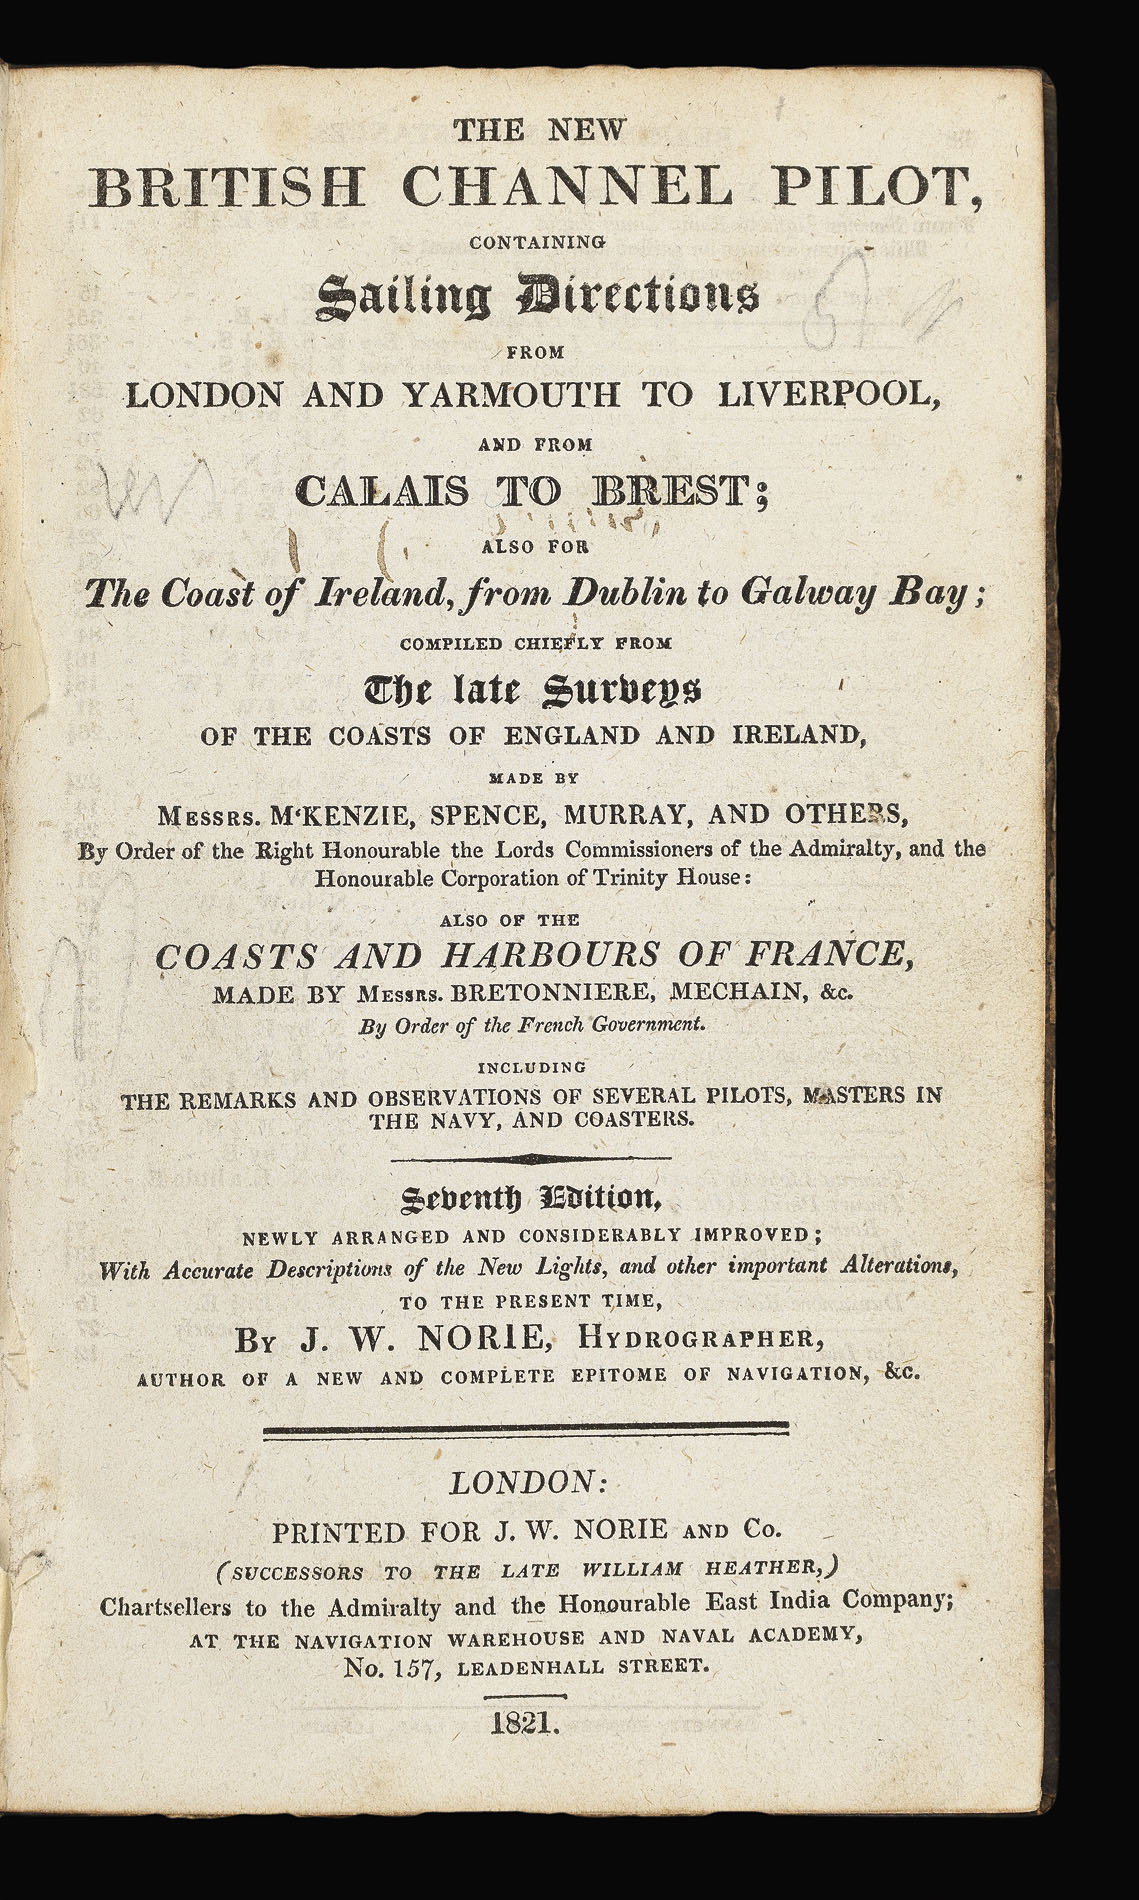 THE NEW
BRITISH CHANNEL PILOT,
CONTAINING
Sailing Directions
FROM
LONDON AND YARMOUTH TO LIVERPOOL,
AND FROM
CALAIS TO BREST;
ALSO FOR
The Coast of Ireland, from Dublin to Galway Bay;
COMPILED CHIEFLY FROM
The late Surveys
OF THE COASTS OF ENGLAND AND IRELAND,
MADE BY
MESSRS. M‘KENZIE, SPENCE, MURRAY, AND OTHERS,
By Order of the Right Honourable the Lords Commissioners of the Admiralty, and the
Honourable Corporation of Trinity House:
ALSO OF THE
COASTS AND HARBOURS OF FRANCE,
MADE BY MESSRS. BRETONNIERE, MECHAIN, &c.
By Order of the French Government.
INCLUDING
THE REMARKS AND OBSERVATIONS OF SEVERAL PILOTS, MASTERS IN
THE NAVY, AND COASTERS.
Seventh Edition,
NEWLY ARRANGED AND CONSIDERABLY IMPROVED;
With Accurate Descriptions of the New Lights, and other important Alterations,
TO THE PRESENT TIME,
BY J. W. NORIE, HYDROGRAPHER,
AUTHOR OF A NEW AND COMPLETE EPITOME OF NAVIGATION, &c.
LONDON:
PRINTED FOR J. W. NORIE AND Co.
(SUCCESSORS TO THE LATE WILLIAM HEATHER,)
Chartsellers to the Admiralty and the Honourable East India Company;
AT THE NAVIGATION WAREHOUSE AND NAVAL ACADEMY,
No. 157, LEADENHALL STREET.
1821.